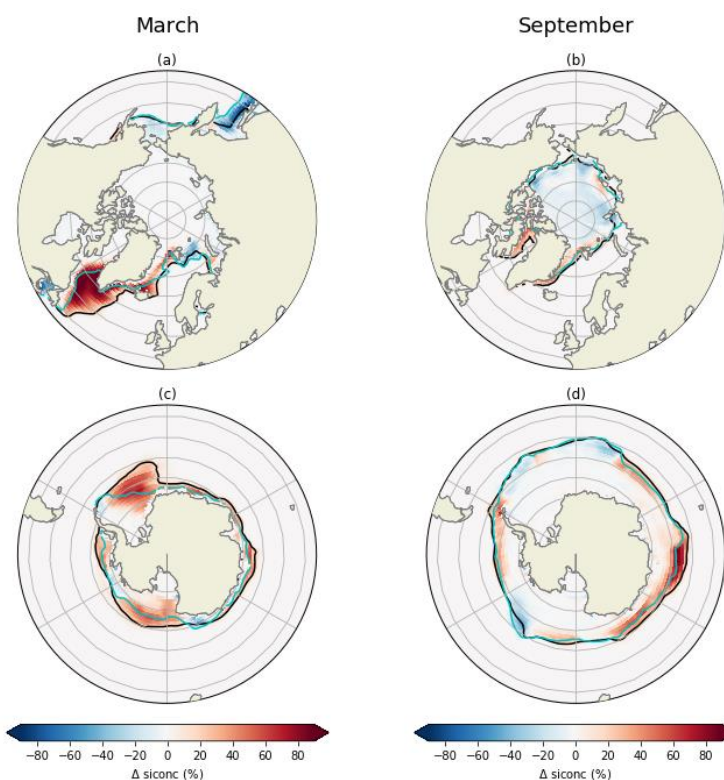 March September
(a) (b)
(c) (d)
−80 −60 −40 −20 0 20 40 60 80 −80 −60 −40 −20 0 20 40 60 80
Δ siconc (%) Δ siconc (%)